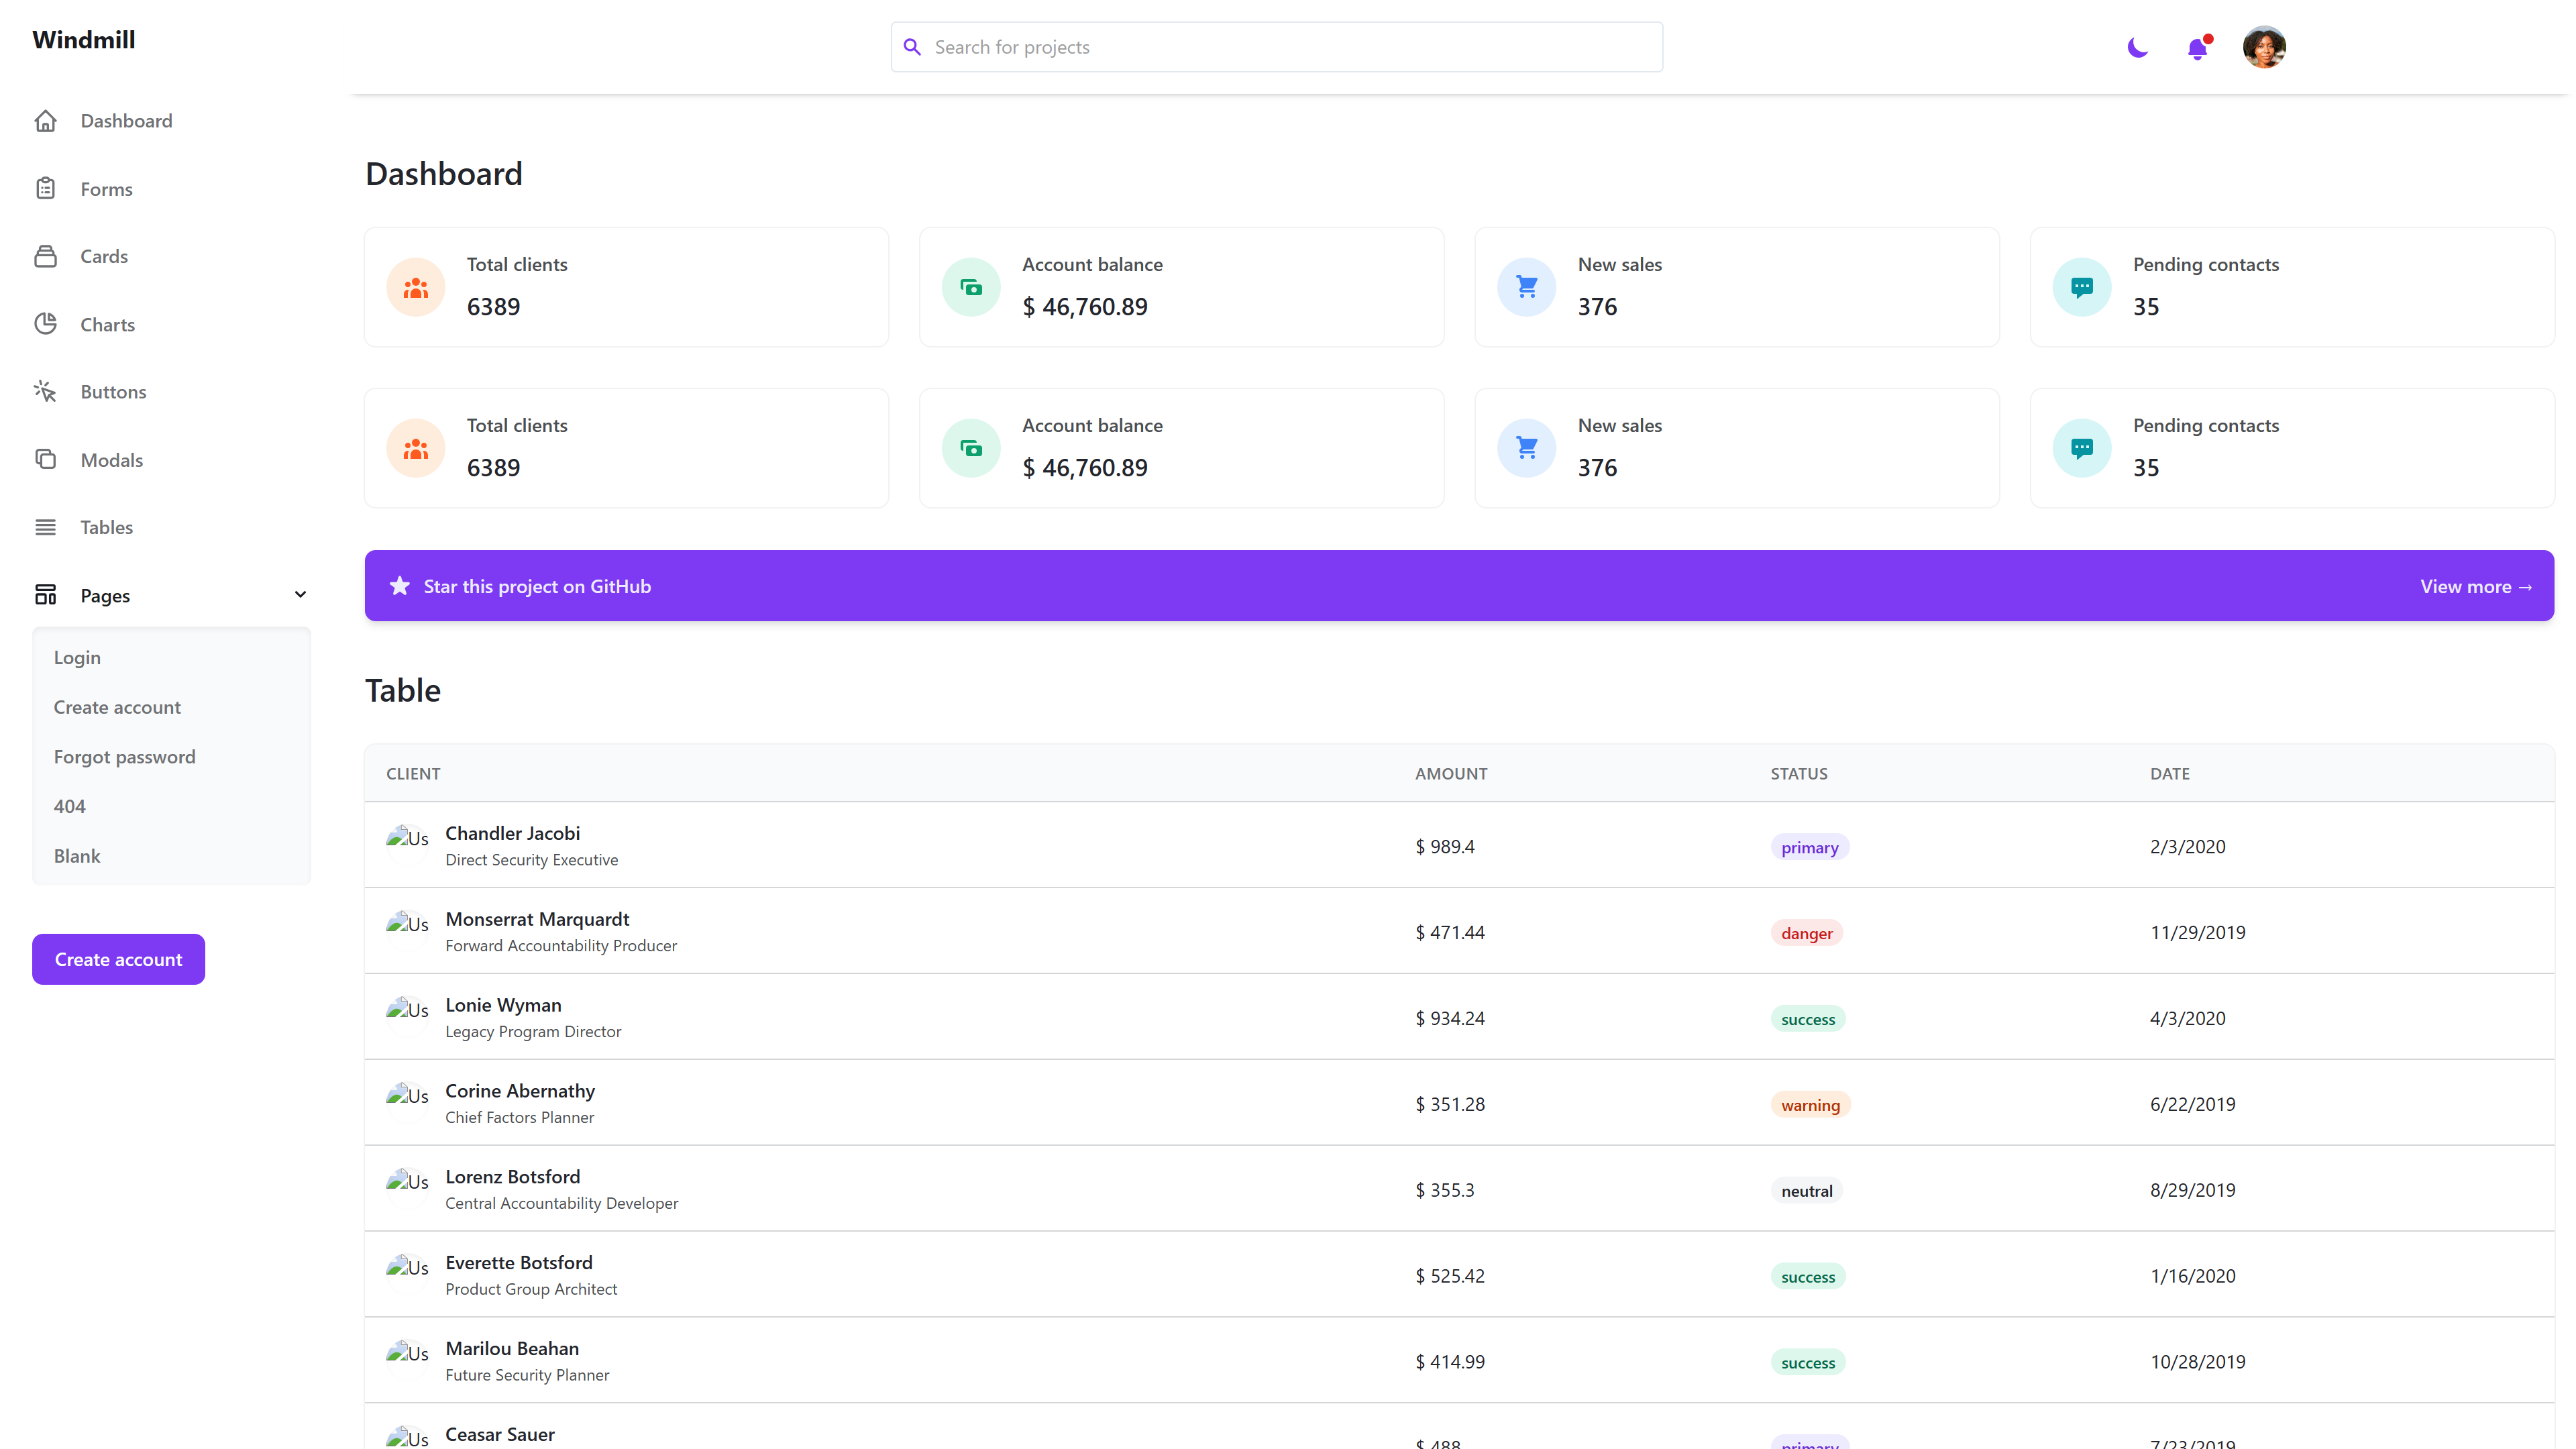 Windmill
Search for projects
Dashboard
Forms
Cards
Charts
Buttons
Modals
Tables
Pages
Login
Create account
Forgot password
404
Blank
Create account
Dashboard
Total clients
6389
Account balance
$ 46,760.89
New sales
376
Pending contacts
35
Total clients
6389
Account balance
$ 46,760.89
New sales
376
Pending contacts
35
Star this project on GitHub
View more →
Table
CLIENT AMOUNT STATUS DATE
Us Chandler Jacobi
Direct Security Executive
$ 989.4 primary 2/3/2020
Us Monserrat Marquardt
Forward Accountability Producer
$ 471.44 danger 11/29/2019
Us Lonie Wyman
Legacy Program Director
$ 934.24 success 4/3/2020
Us Corine Abernathy
Chief Factors Planner
$ 351.28 warning 6/22/2019
Us Lorenz Botsford
Central Accountability Developer
$ 355.3 neutral 8/29/2019
Us Everette Botsford
Product Group Architect
$ 525.42 success 1/16/2020
Us Marilou Beahan
Future Security Planner
$ 414.99 success 10/28/2019
Us Ceasar Sauer
$ 488 primary 7/23/2019